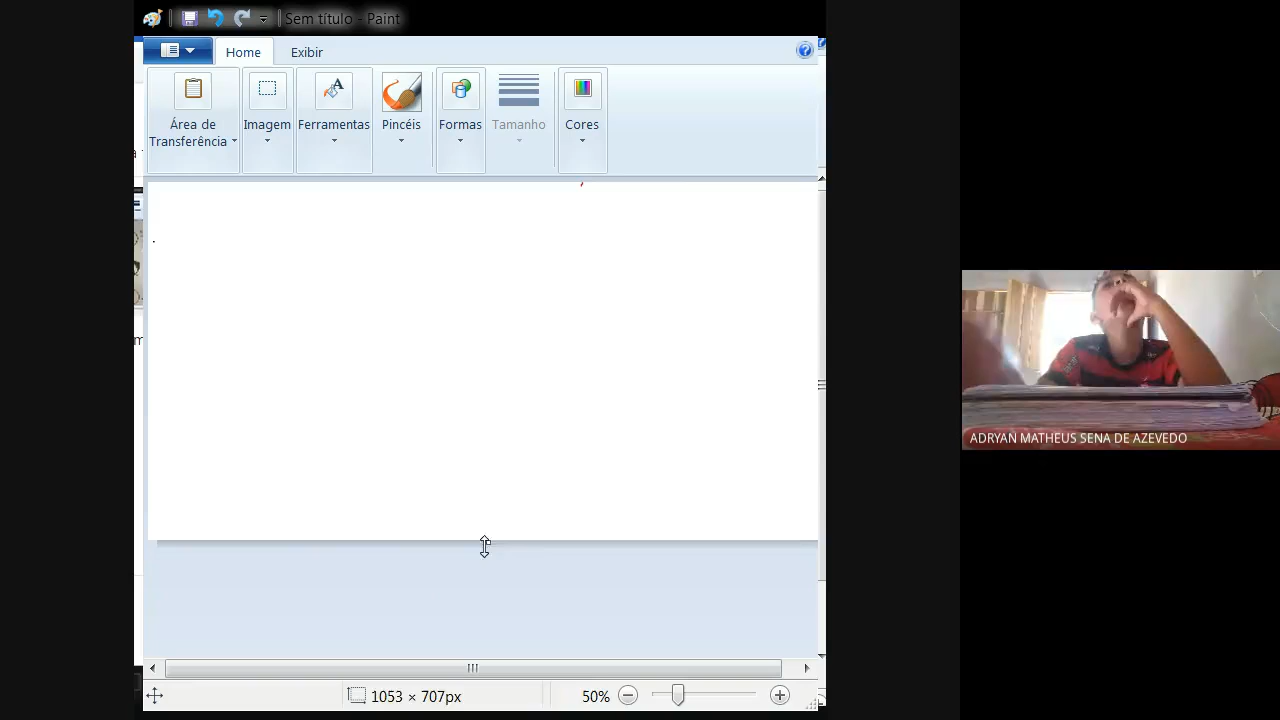 Sem título - Paint
Home
Exibir
Área de
Transferência
Imagem
Ferramentas
Pincéis
Formas
Tamanho
Cores
ADRYAN MATHEUS SENA DE AZEVEDO
1053 × 707px
50%